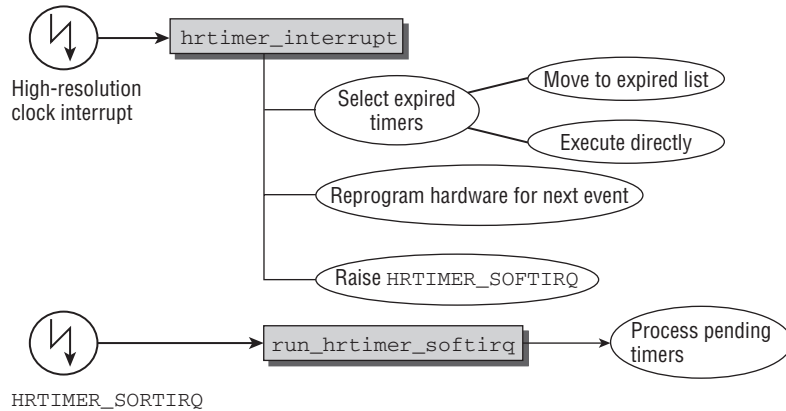 hrtimer_interrupt
High-resolution
clock interrupt
Select expired
timers
Move to expired list
Execute directly
Reprogram hardware for next event
Raise HRTIMER_SOFTIRQ
run_hrtimer_softirq
Process pending
timers
HRTIMER_SORTIRQ